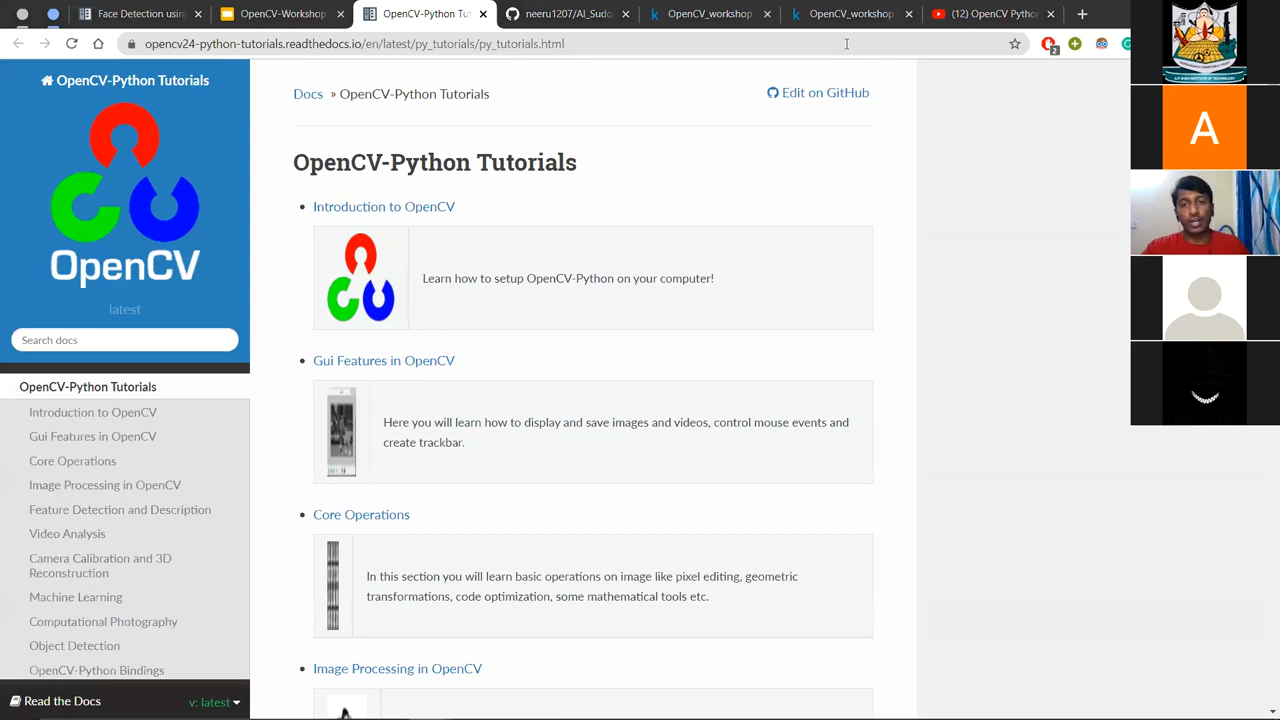 Face Detection using
OpenCV-Workshop
OpenCV-Python Tut
neeru1207/AI_Sudo
OpenCV_worksho
OpenCV_worksh
(12) OpenCV Pytho
opencv24-python-tutorials.readthedocs.io/en/latest/py_tutorials/py_tutorials.html
2
OpenCV-Python Tutorials
OpenCV
latest
Search docs
OpenCV-Python Tutorials
Introduction to OpenCV
Gui Features in OpenCV
Core Operations
Image Processing in OpenCV
Feature Detection and Description
Video Analysis
Camera Calibration and 3D
Reconstruction
Machine Learning
Computational Photography
Object Detection
OpenCV-Python Bindings
Read the Docs
v: latest
Docs » OpenCV-Python Tutorials
Edit on GitHub
OpenCV-Python Tutorials
Introduction to OpenCV
Learn how to setup OpenCV-Python on your computer!
Gui Features in OpenCV
Here you will learn how to display and save images and videos, control mouse events and
create trackbar.
Core Operations
In this section you will learn basic operations on image like pixel editing, geometric
transformations, code optimization, some mathematical tools etc.
Image Processing in OpenCV
A